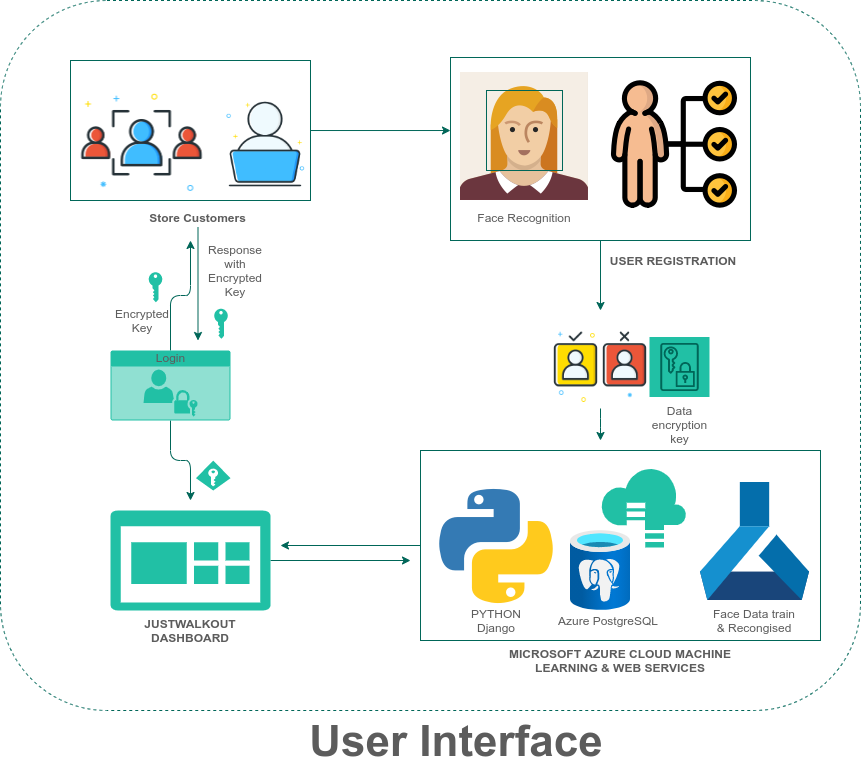 Store Customers
Face Recognition
USER REGISTRATION
Response
with
Encrypted
Key
Encrypted
Key
Login
Data
encryption
key
JUSTWALKOUT
DASHBOARD
PYTHON
Django
Azure PostgreSQL
Face Data train
& Recongised
MICROSOFT AZURE CLOUD MACHINE
LEARNING & WEB SERVICES
User Interface